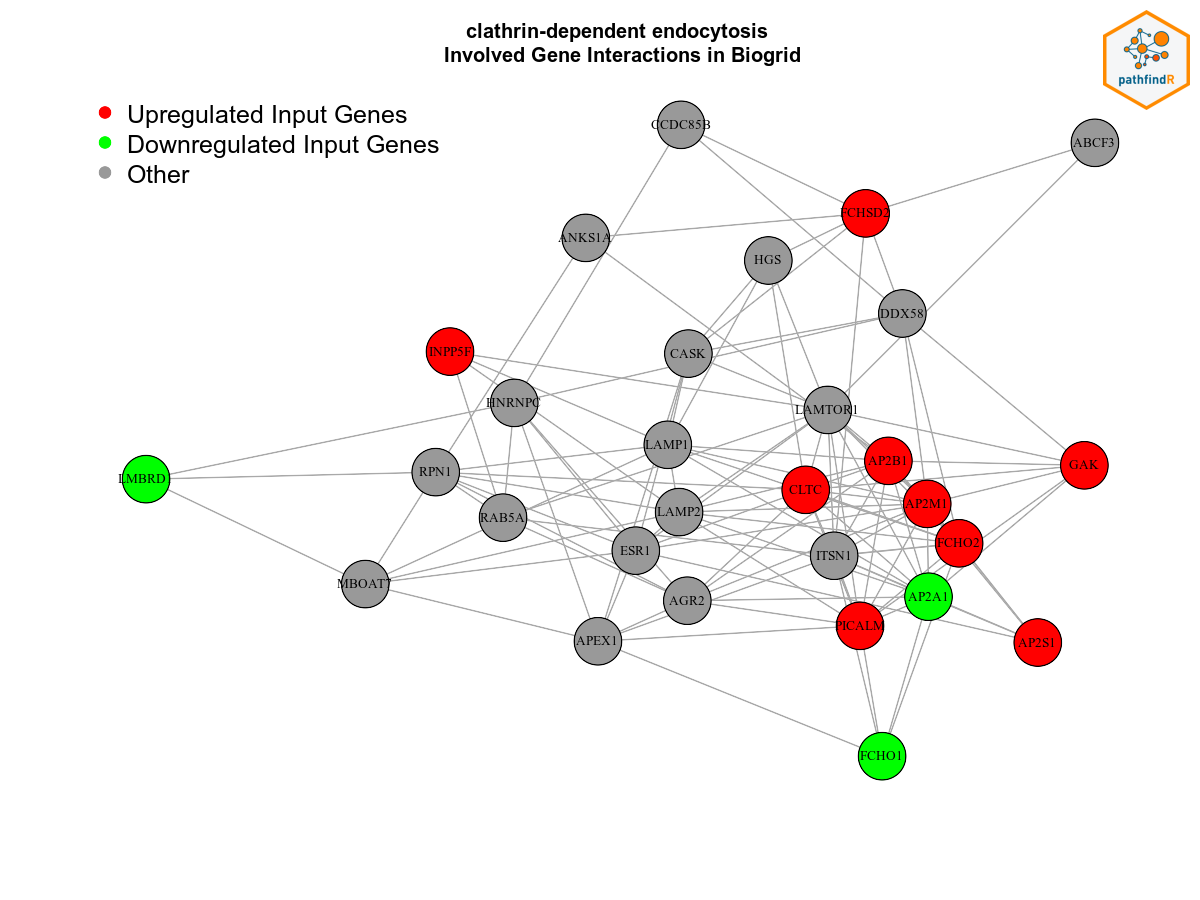 clathrin-dependent endocytosis
Involved Gene Interactions in Biogrid
pathfindR
Upregulated Input Genes
Downregulated Input Genes
Other
CCDC85B
ABCF3
FCHSD2
ANKS1A
HGS
DDX58
INPP5F
CASK
HNRNPC
LAMTOR1
LAMP1
AP2B1
GAK
LMBRD
RPN1
CLTC
AP2M1
RAB5A
LAMP2
FCHO2
ESR1
ITSN1
MBOAT7
AGR2
AP2A1
PICALM
APEX1
AP2S1
FCHO1